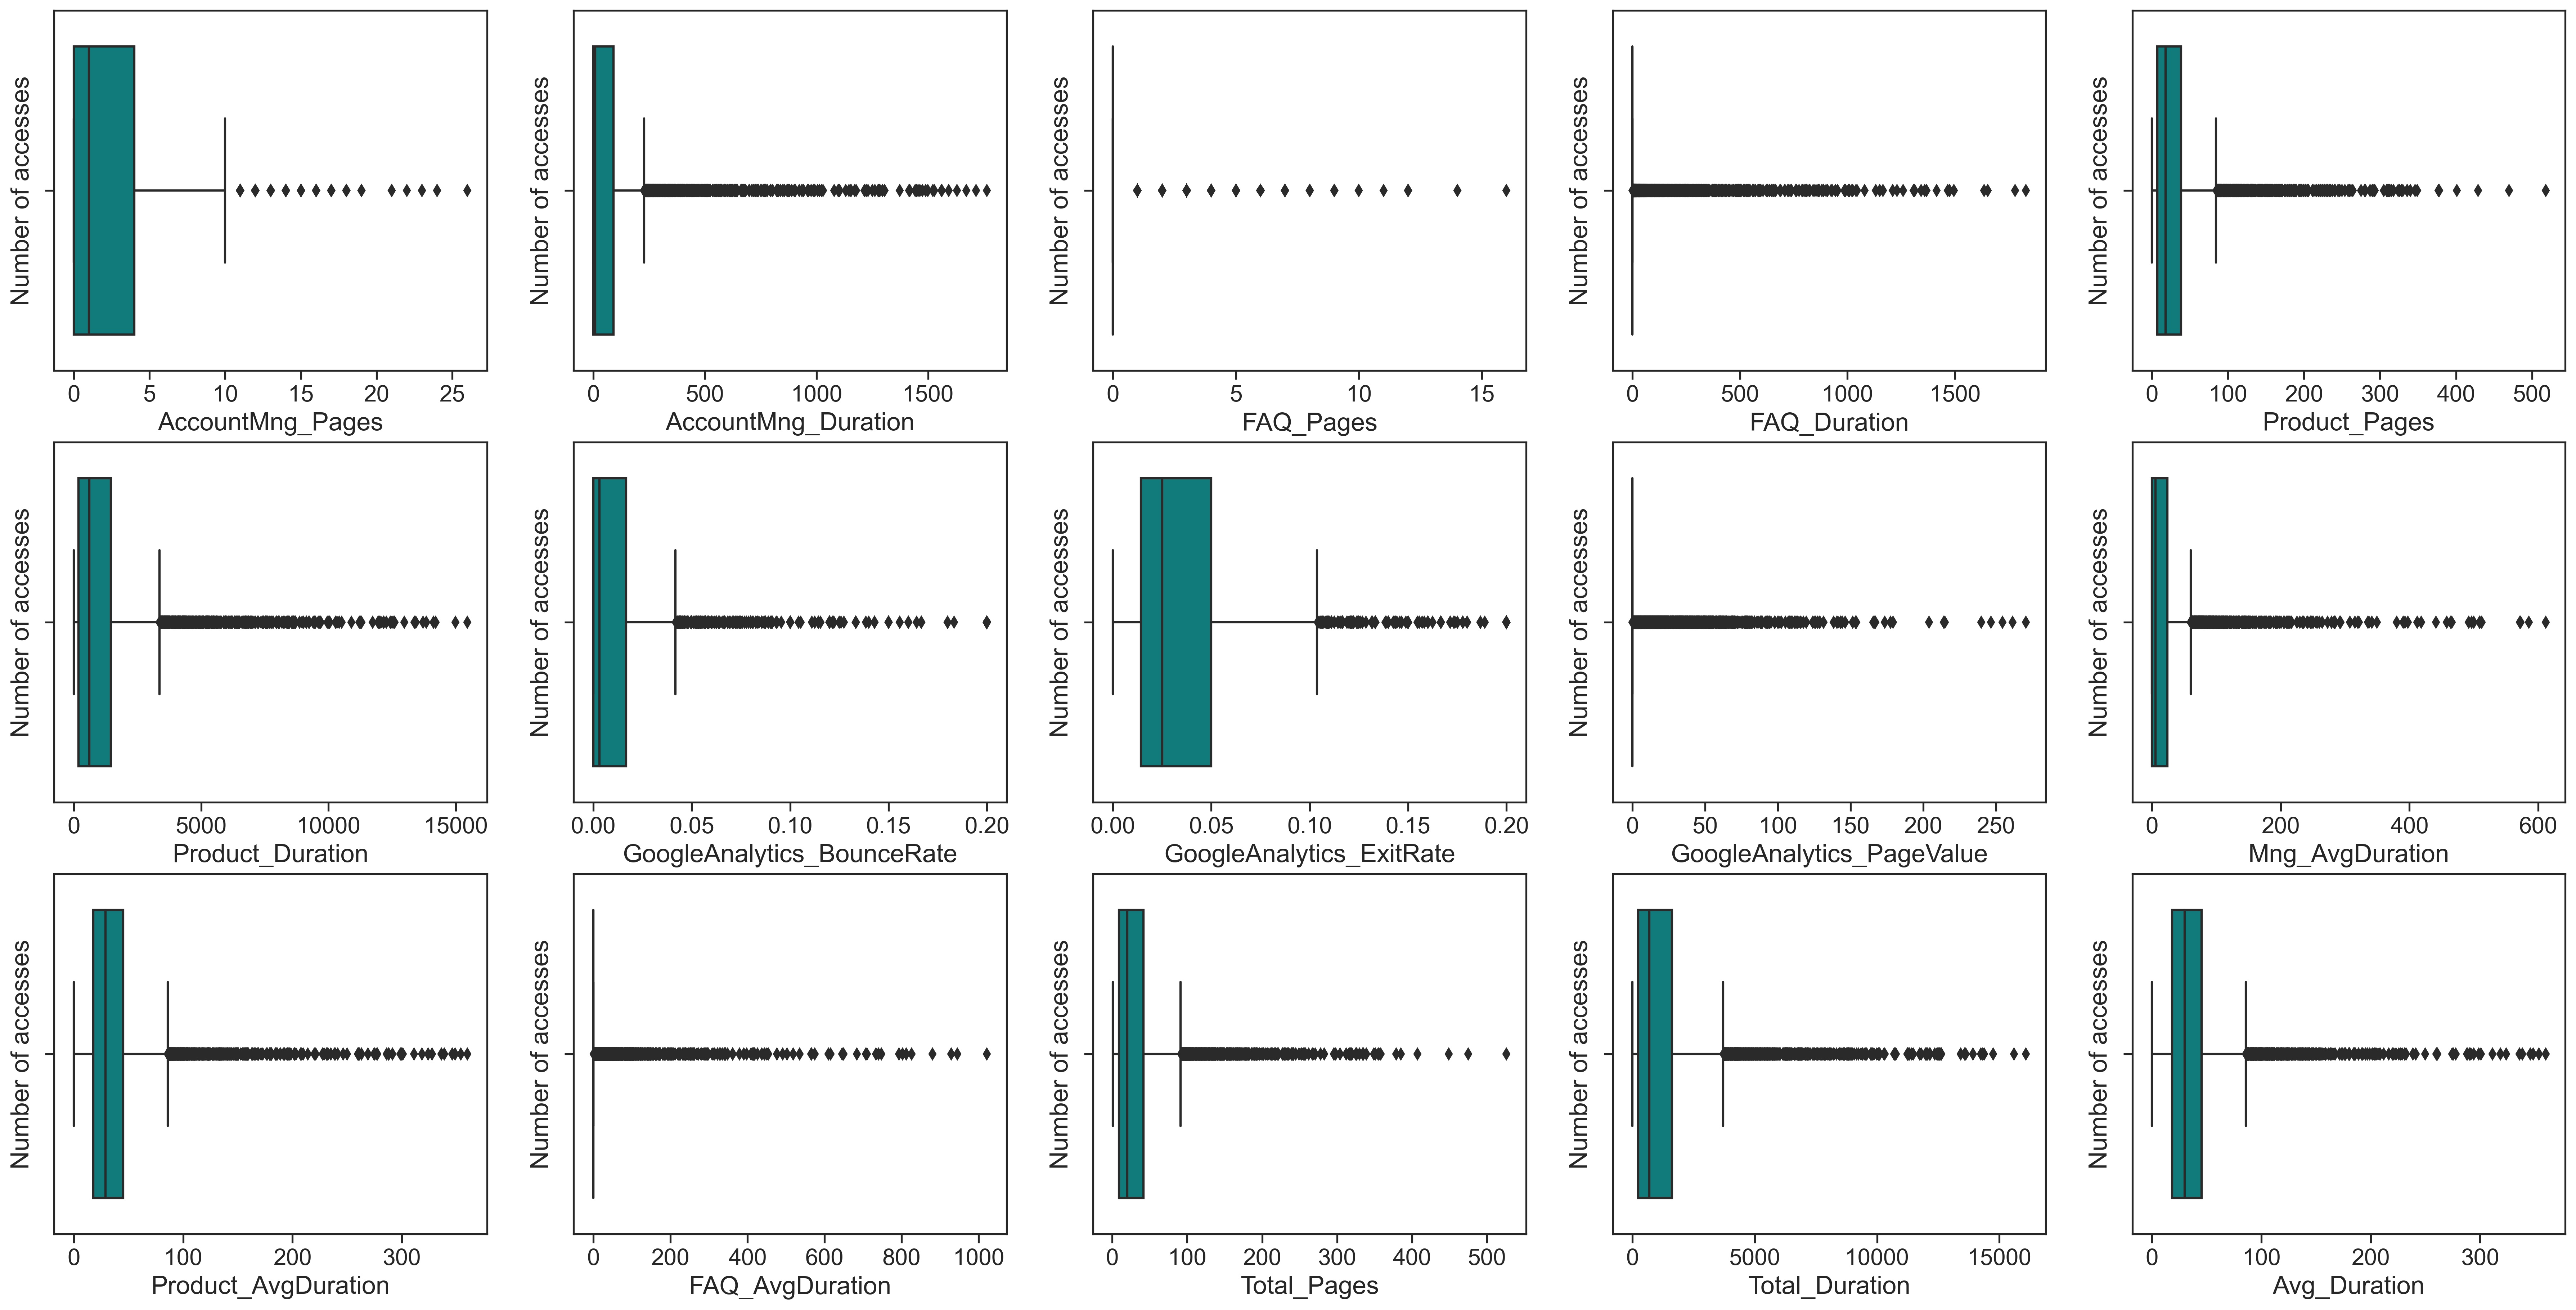 Number of accesses
0 5 10 15 20 25
AccountMng_Pages
Number of accesses
0 500 1000 1500
AccountMng_Duration
Number of accesses
0 5 10 15
FAQ_Pages
Number of accesses
0 500 1000 1500
FAQ_Duration
Number of accesses
0 100 200 300 400 500
Product_Pages
Number of accesses
0 5000 10000 15000
Product_Duration
Number of accesses
0.00 0.05 0.10 0.15 0.20
GoogleAnalytics_BounceRate
Number of accesses
0.00 0.05 0.10 0.15 0.20
GoogleAnalytics_ExitRate
Number of accesses
0 50 100 150 200 250
GoogleAnalytics_PageValue
Number of accesses
0 200 400 600
Mng_AvgDuration
Number of accesses
0 100 200 300
Product_AvgDuration
Number of accesses
0 200 400 600 800 1000
FAQ_AvgDuration
Number of accesses
0 100 200 300 400 500
Total_Pages
Number of accesses
0 5000 10000 15000
Total_Duration
Number of accesses
0 100 200 300
Avg_Duration